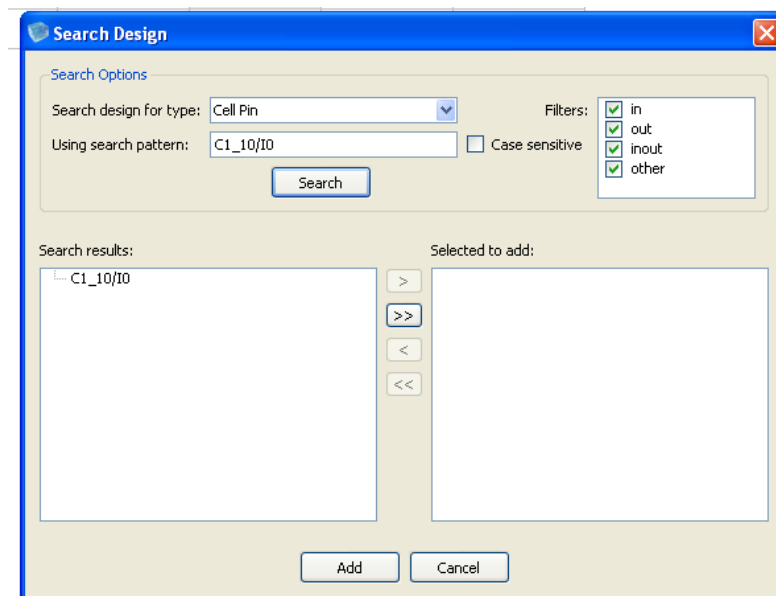 Search Design
Search Options
Search design for type: Cell Pin
Filters:
in
out
inout
other
Using search pattern: C1_10/I0
Case sensitive
Search
Search results:
Selected to add:
C1_10/I0
>
>>
<
<<
Add
Cancel